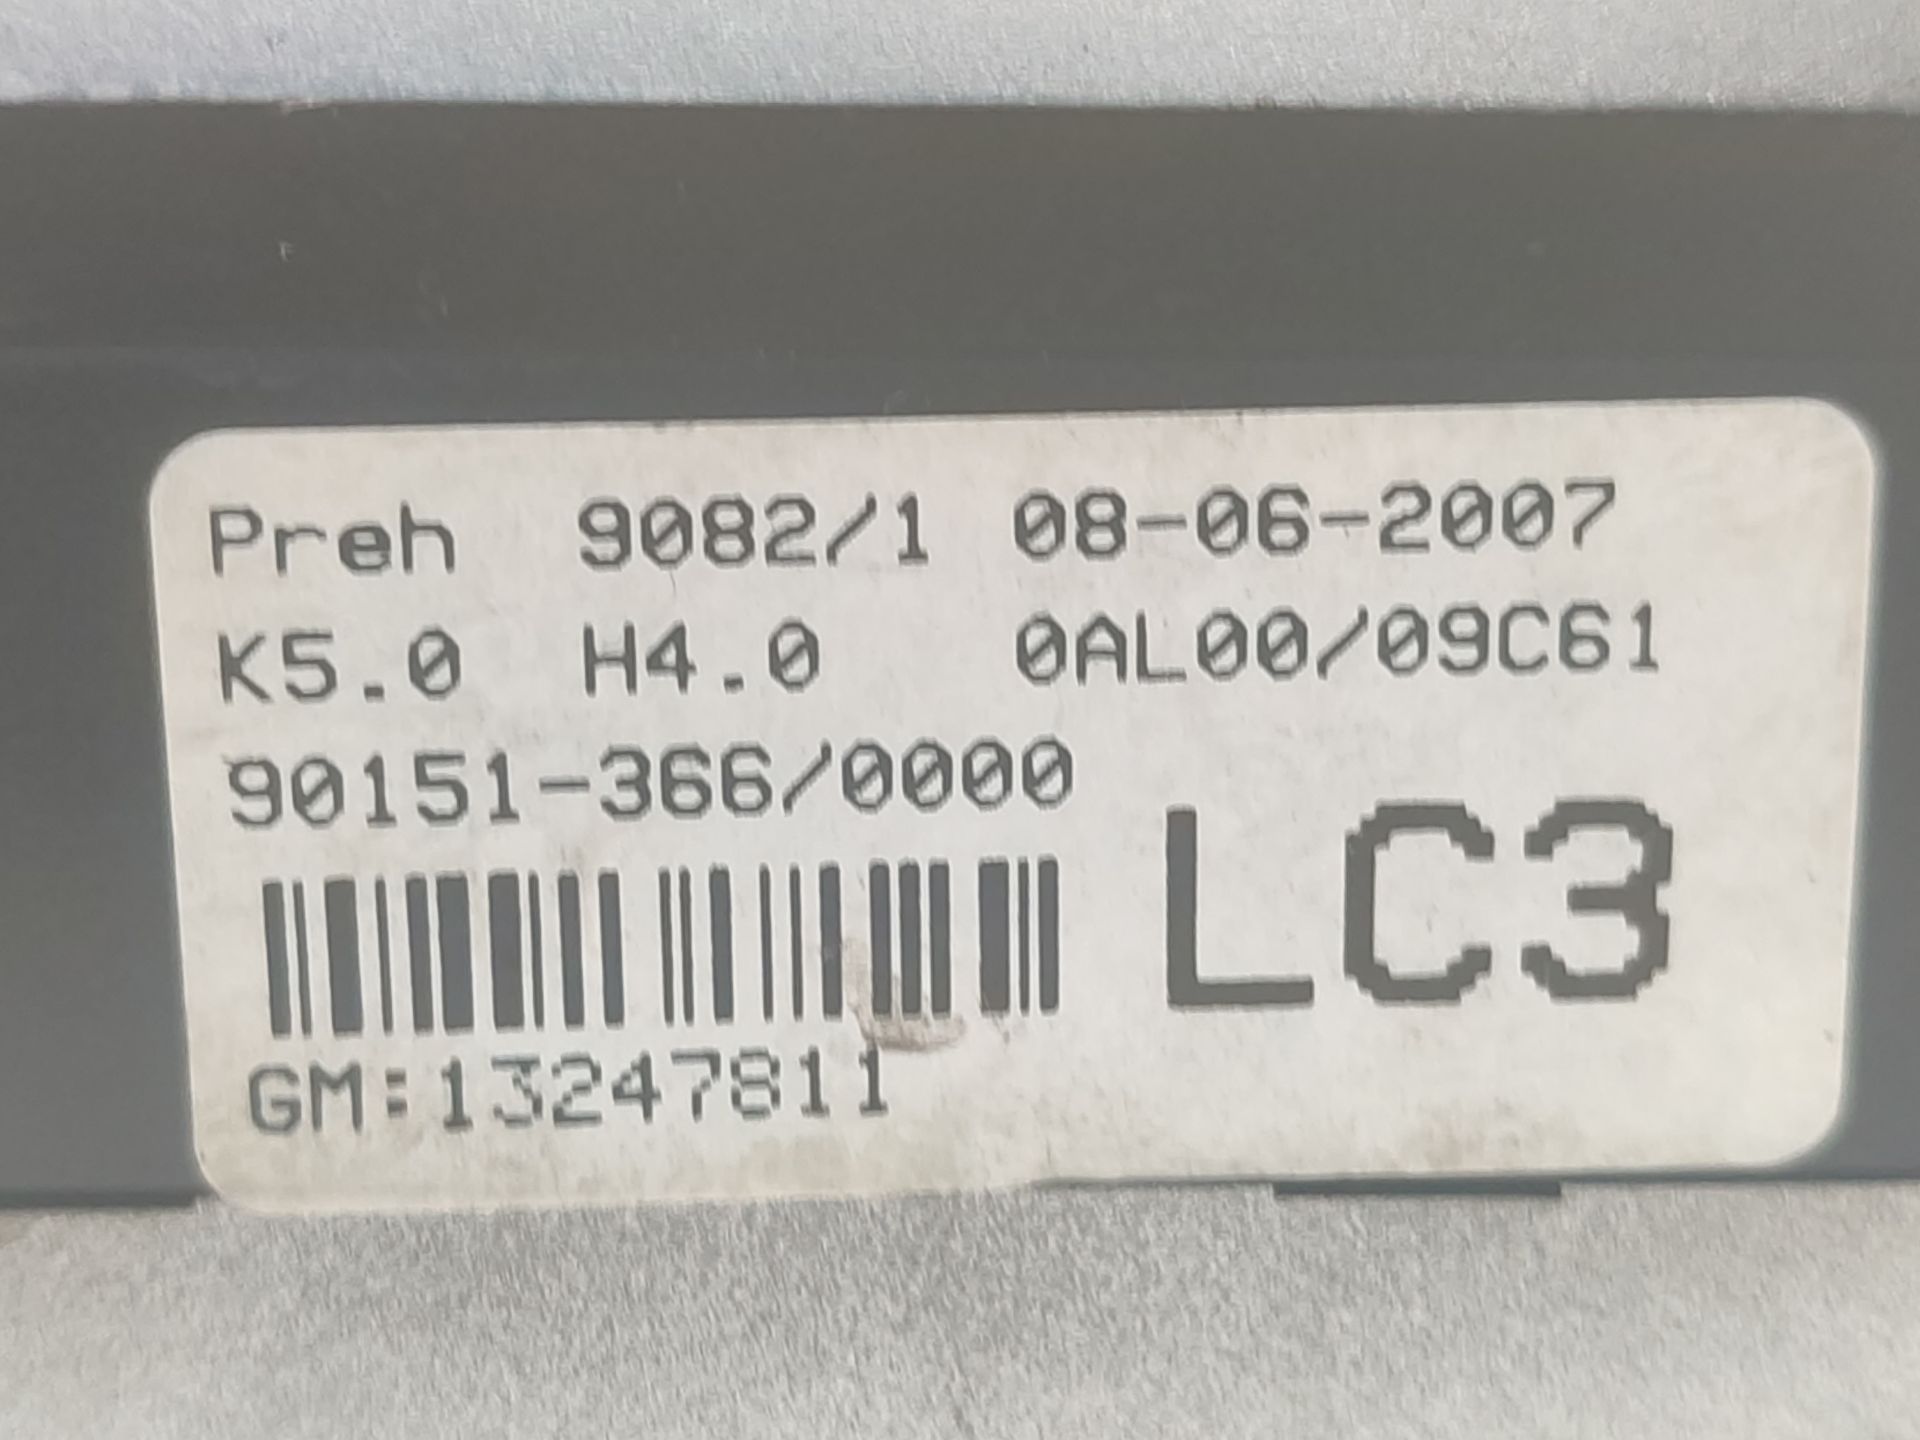 Preh 9082/1 08-06-2007
K5.0 H4.0 0AL00/09C61
90151-366/0000
LC3
GM:13247811